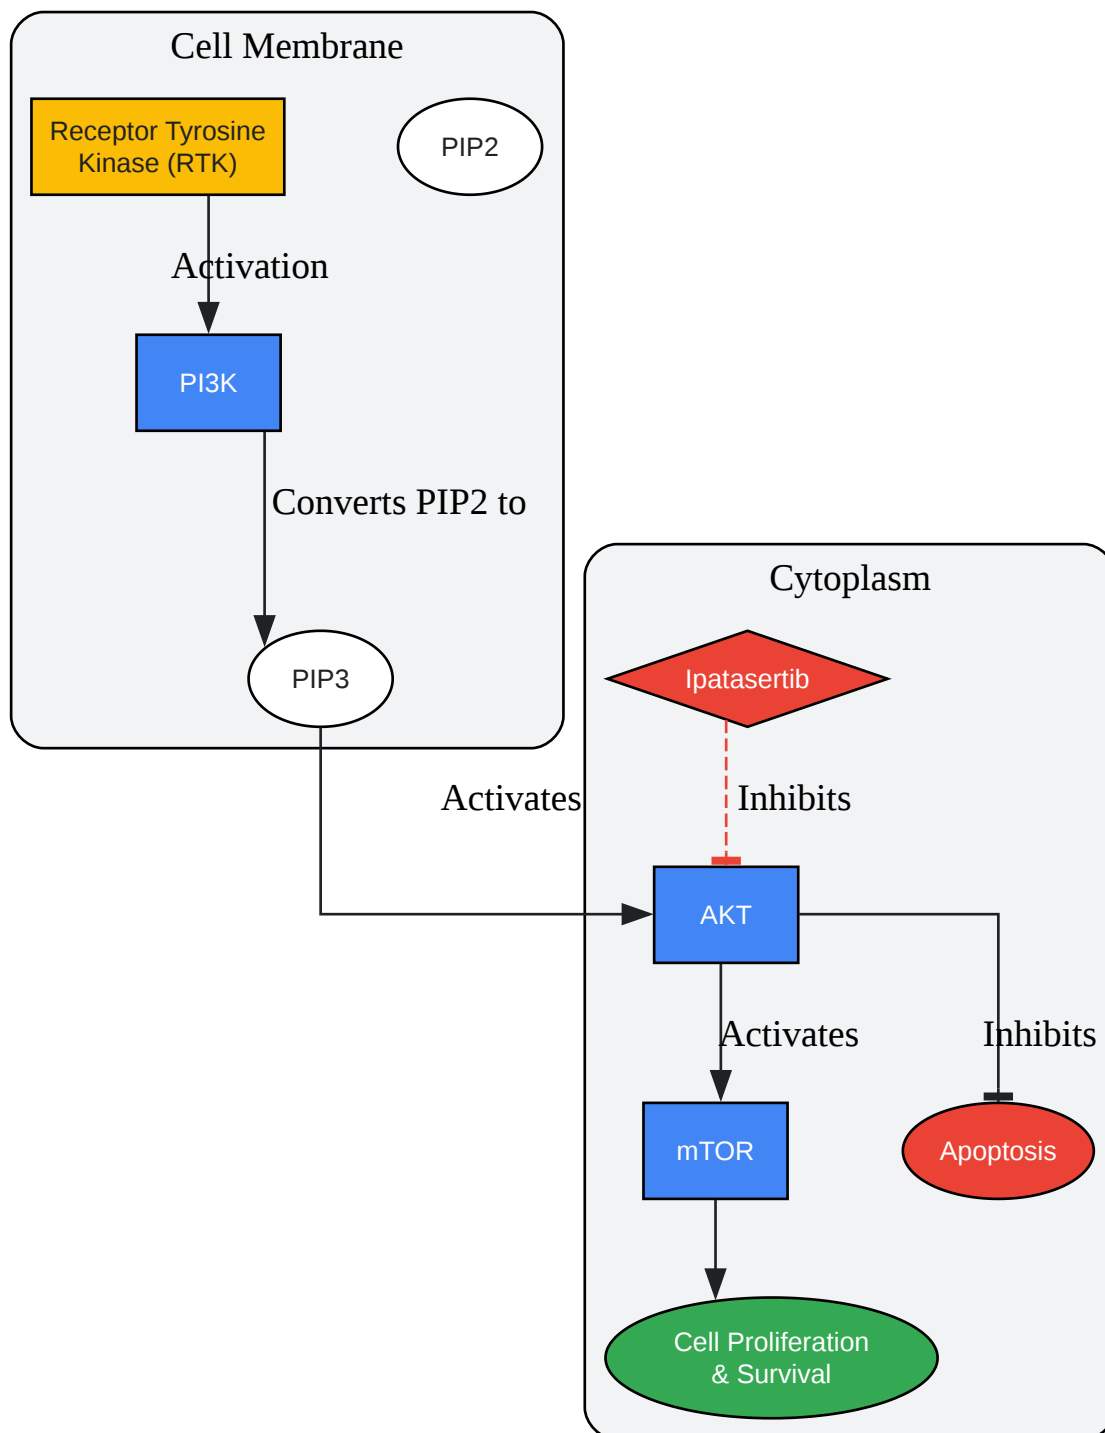 Cell Membrane
Receptor Tyrosine
Kinase (RTK)
PIP2
Activation
PI3K
Converts PIP2 to
PIP3
Cytoplasm
Ipatasertib
Activates
Inhibits
AKT
Activates
Inhibits
mTOR
Apoptosis
Cell Proliferation
& Survival